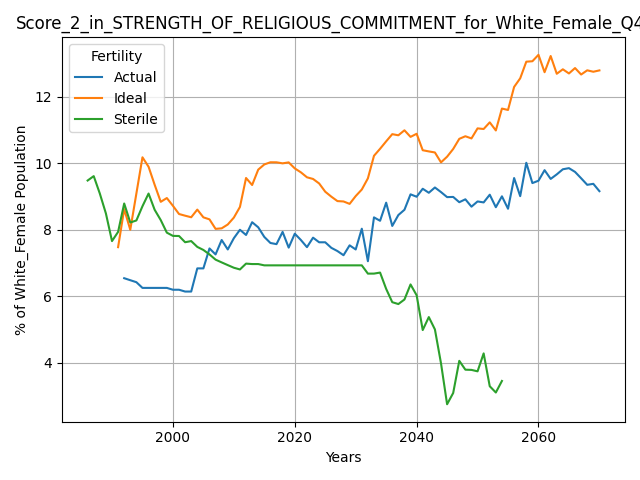 Score_2_in_STRENGTH_OF_RELIGIOUS_COMMITMENT_for_White_Female_Q4
Fertility
Actual
Ideal
Sterile
% of White_Female Population
12
10
8
6
4
2000
2020
2040
2060
Years